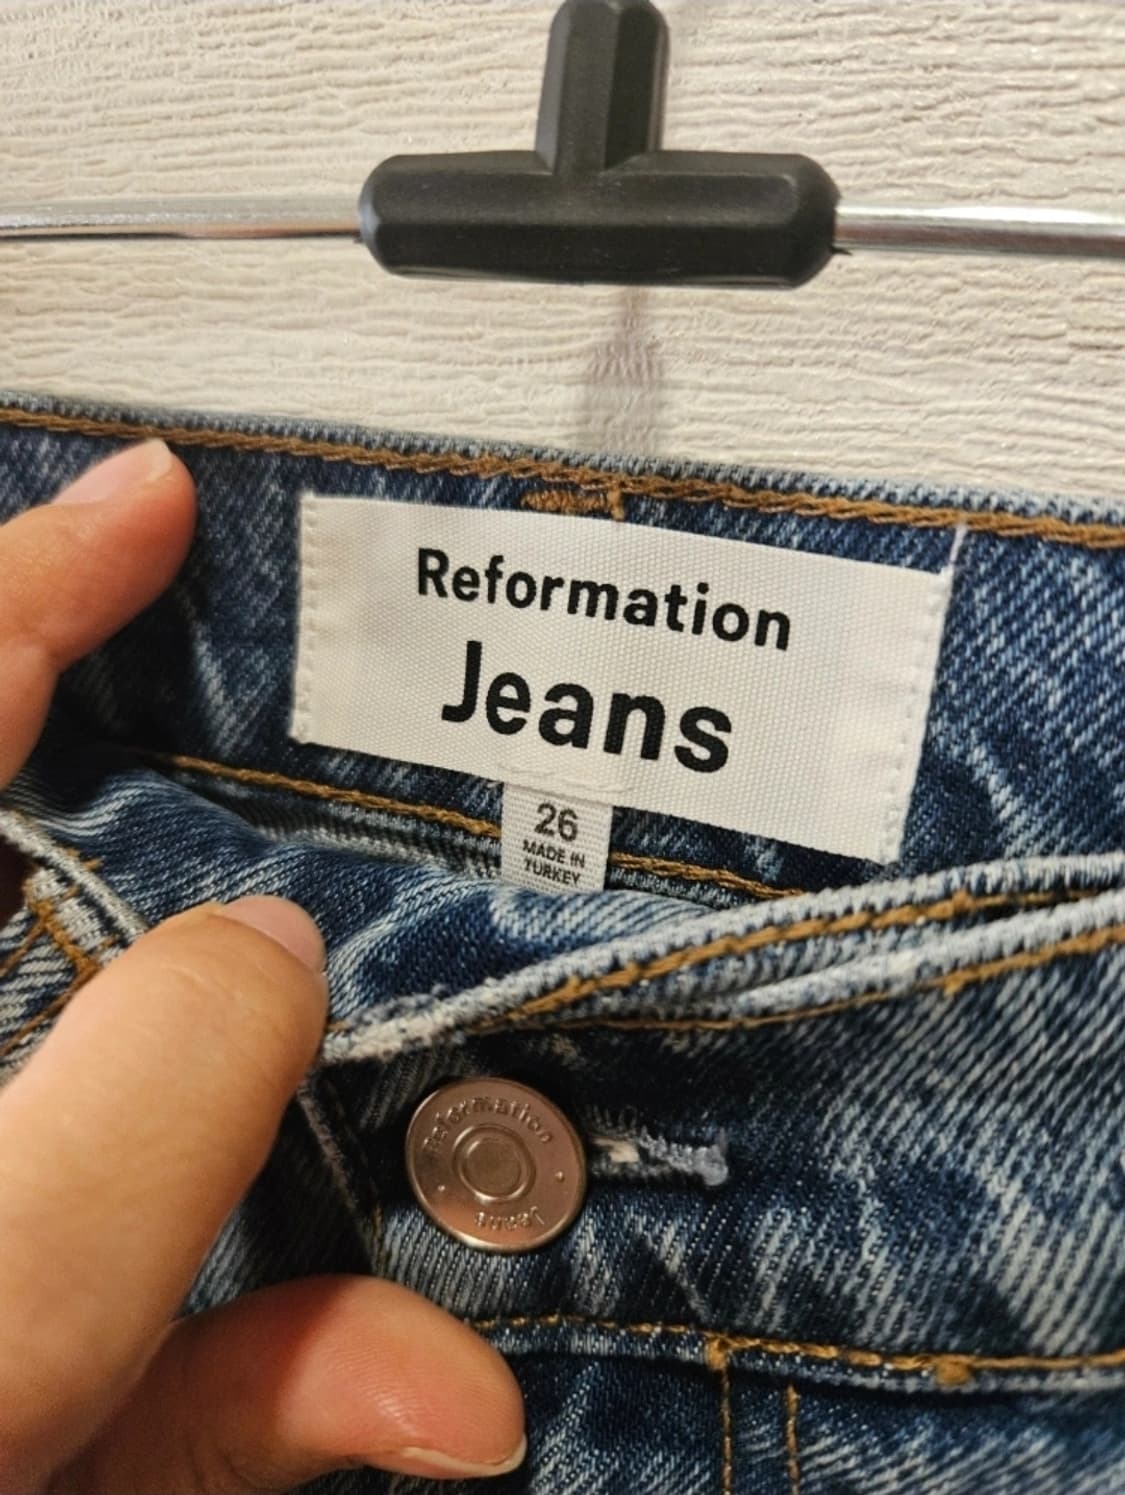 Reformation
Jeans
26
MADE IN
TURKEY
Reformation
Jeans